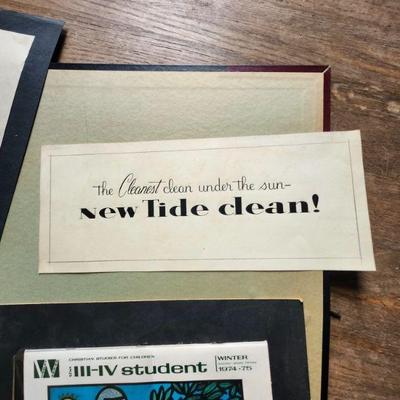 The Cleanest clean under the sun–
New Tide clean!
CHRISTIAN STUDIES FOR CHILDREN
W
III-IV student
WINTER
1974-75